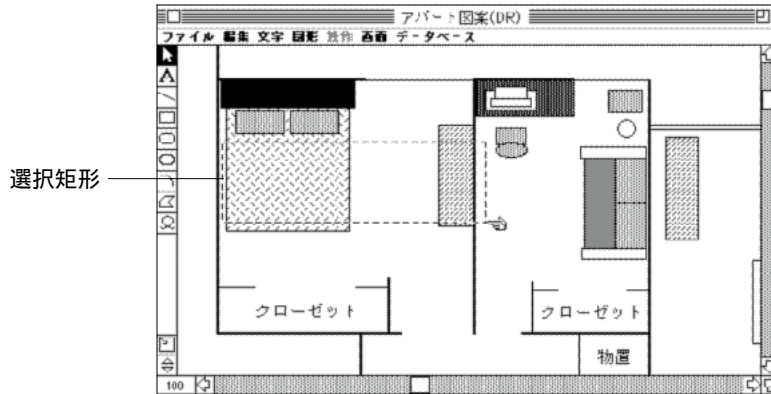 アパート図案(DR)
ファイル 編集 文字 図形 操作 画面 データベース
選択矩形
クローゼット
クローゼット
物置
100